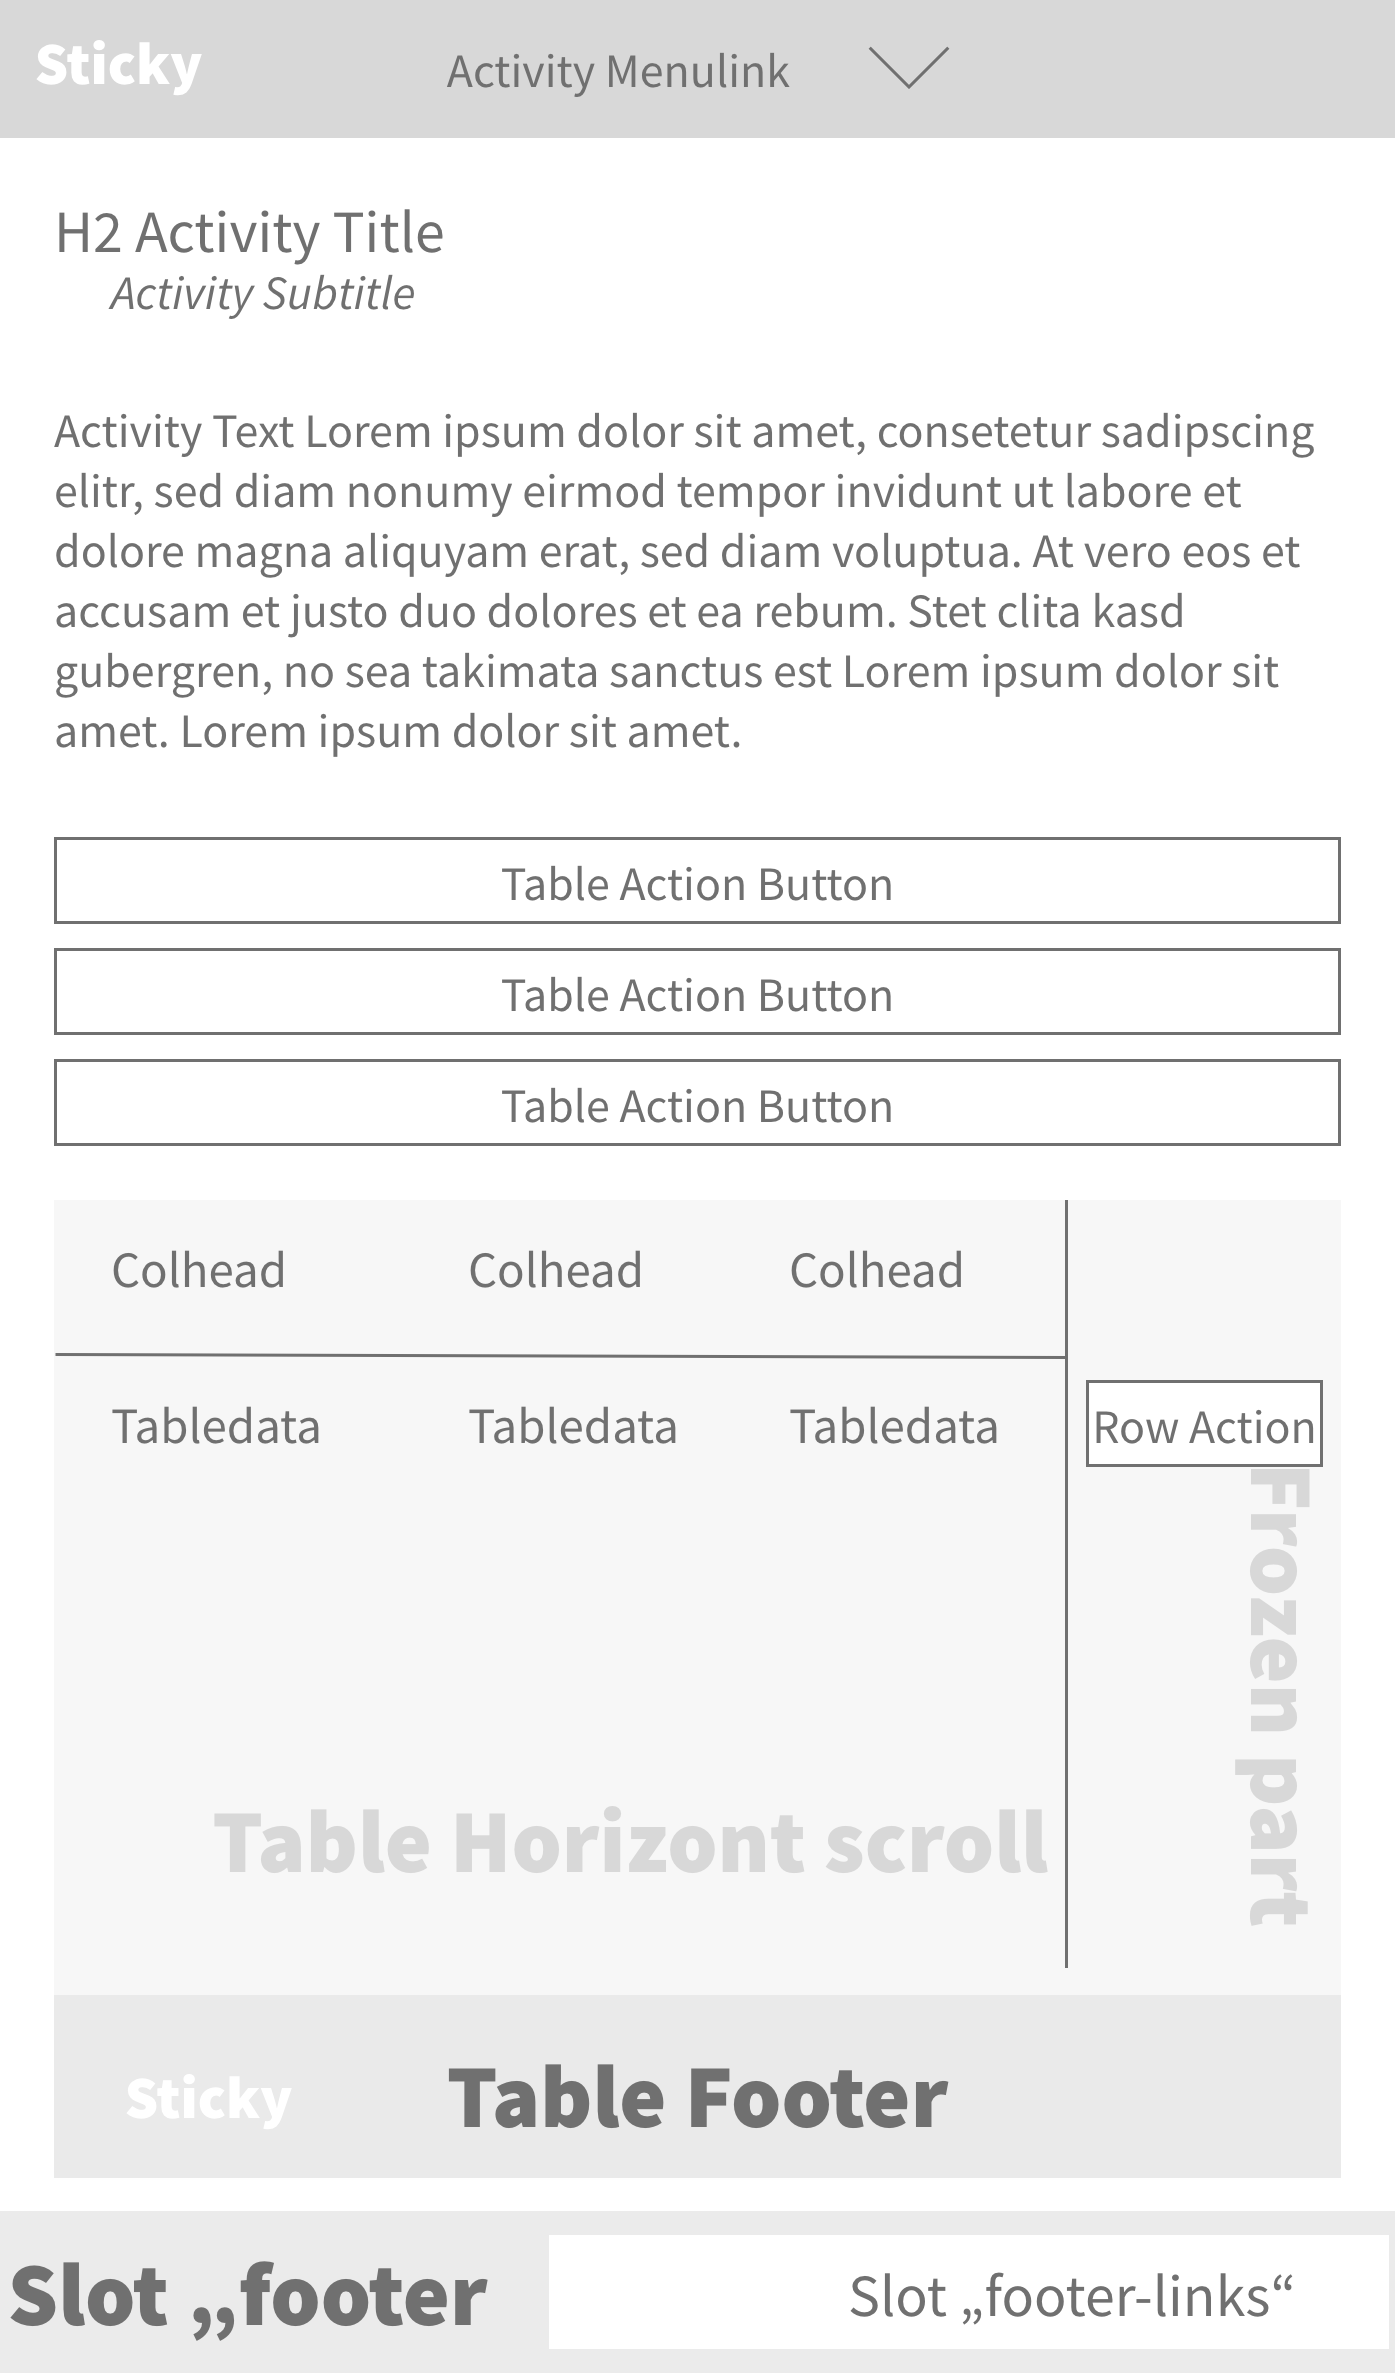 Sticky
Activity Menulink
H2 Activity Title
Activity Subtitle
Activity Text Lorem ipsum dolor sit amet, consetetur sadipscing
elitr, sed diam nonumy eirmod tempor invidunt ut labore et
dolore magna aliquyam erat, sed diam voluptua. At vero eos et
accusam et justo duo dolores et ea rebum. Stet clita kasd
gubergren, no sea takimata sanctus est Lorem ipsum dolor sit
amet. Lorem ipsum dolor sit amet.
Table Action Button
Table Action Button
Table Action Button
Colhead Colhead Colhead
Tabledata Tabledata Tabledata Row Action
Frozen part
Table Horizont scroll
Sticky Table Footer
Slot „footer
Slot „footer-links“